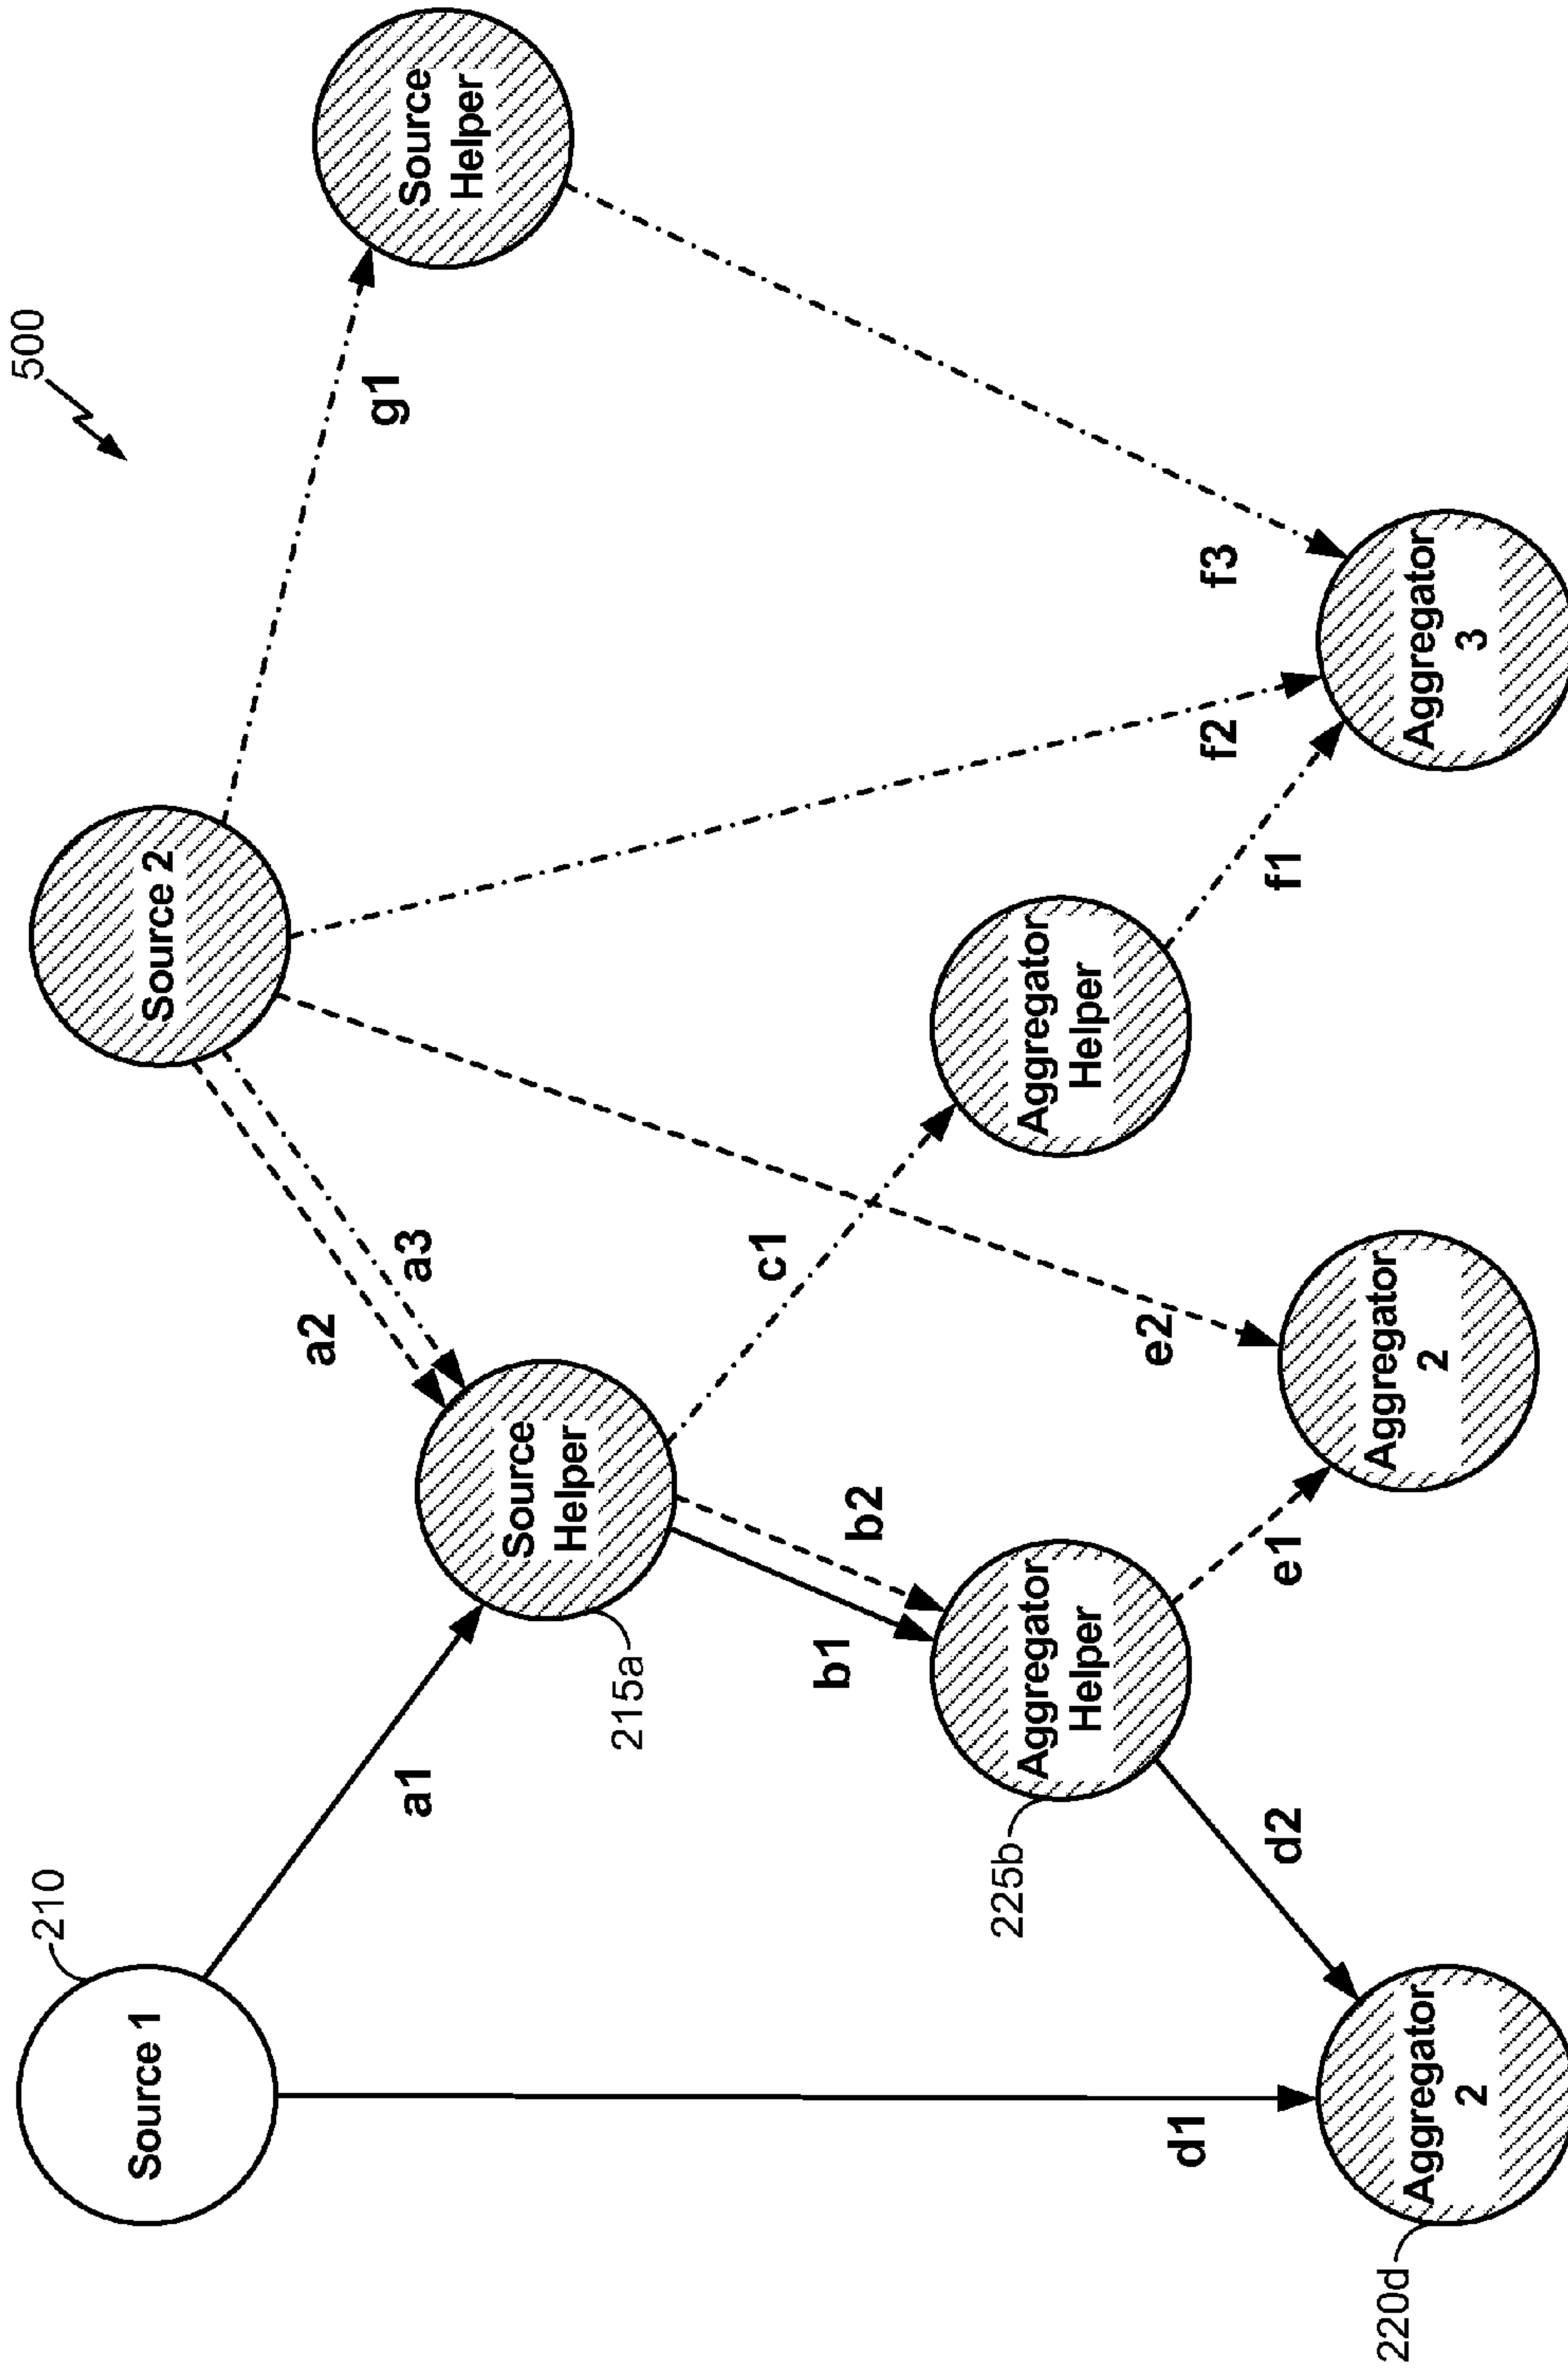 500
210
Source 1
Source 2
Source
Helper
a1
a2
a3
g1
215a
Source
Helper
b1
b2
c1
225b
Aggregator
Helper
Aggregator
Helper
d1
d2
e1
e2
f1
f2
f3
220d
Aggregator
2
Aggregator
2
Aggregator
3